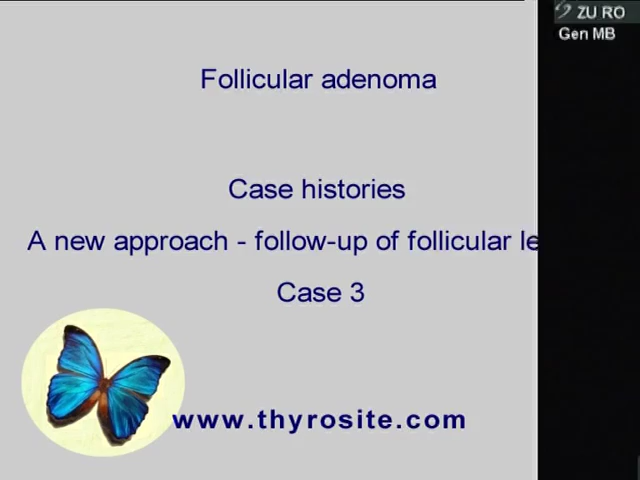 ZU RO
Gen MB
Follicular adenoma
Case histories
A new approach - follow-up of follicular le
Case 3
www.thyrosite.com